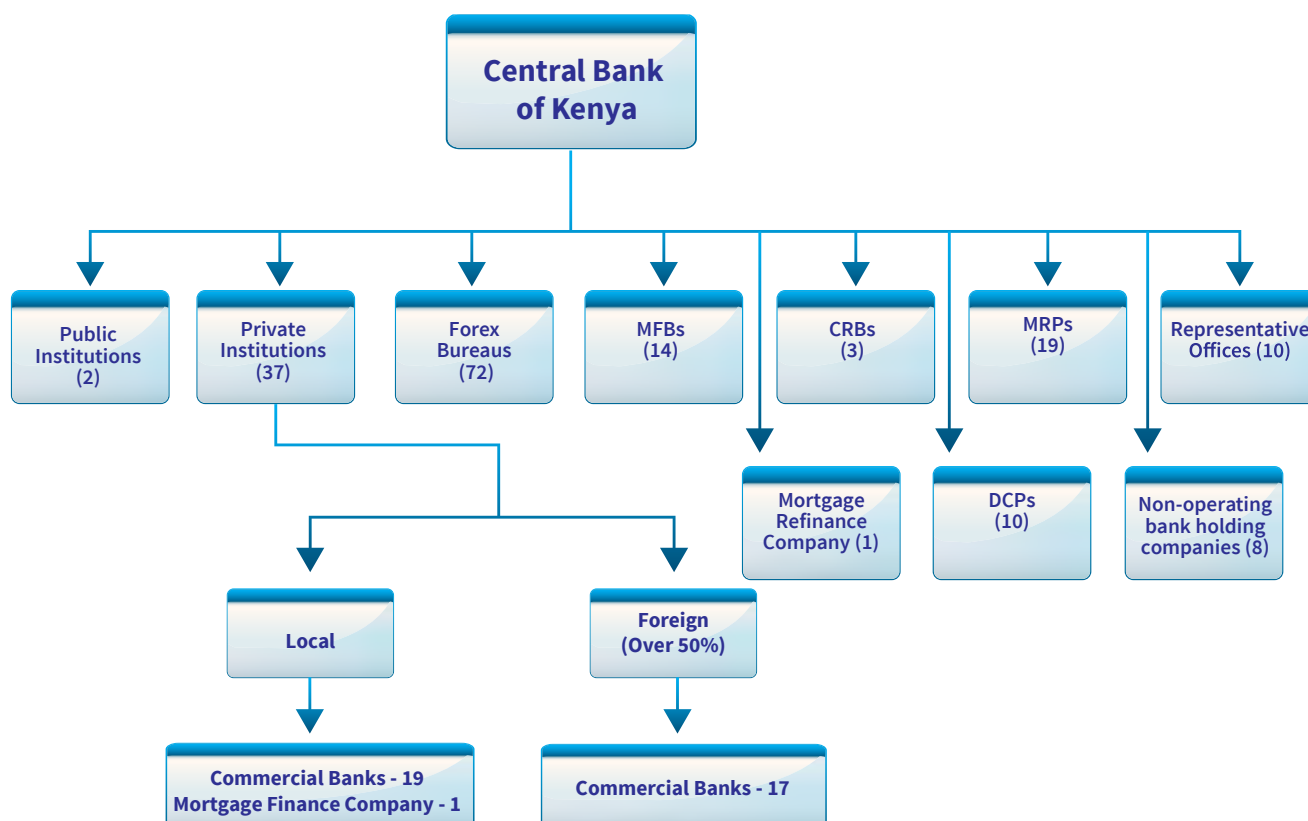 Central Bank
of Kenya
Public
Institutions
(2)
Private
Institutions
(37)
Forex
Bureaus
(72)
MFBs
(14)
CRBs
(3)
MRPs
(19)
Representative
Offices (10)
Mortgage
Refinance
Company (1)
DCPs
(10)
Non-operating
bank holding
companies (8)
Local
Foreign
(Over 50%)
Commercial Banks - 19
Mortgage Finance Company - 1
Commercial Banks - 17